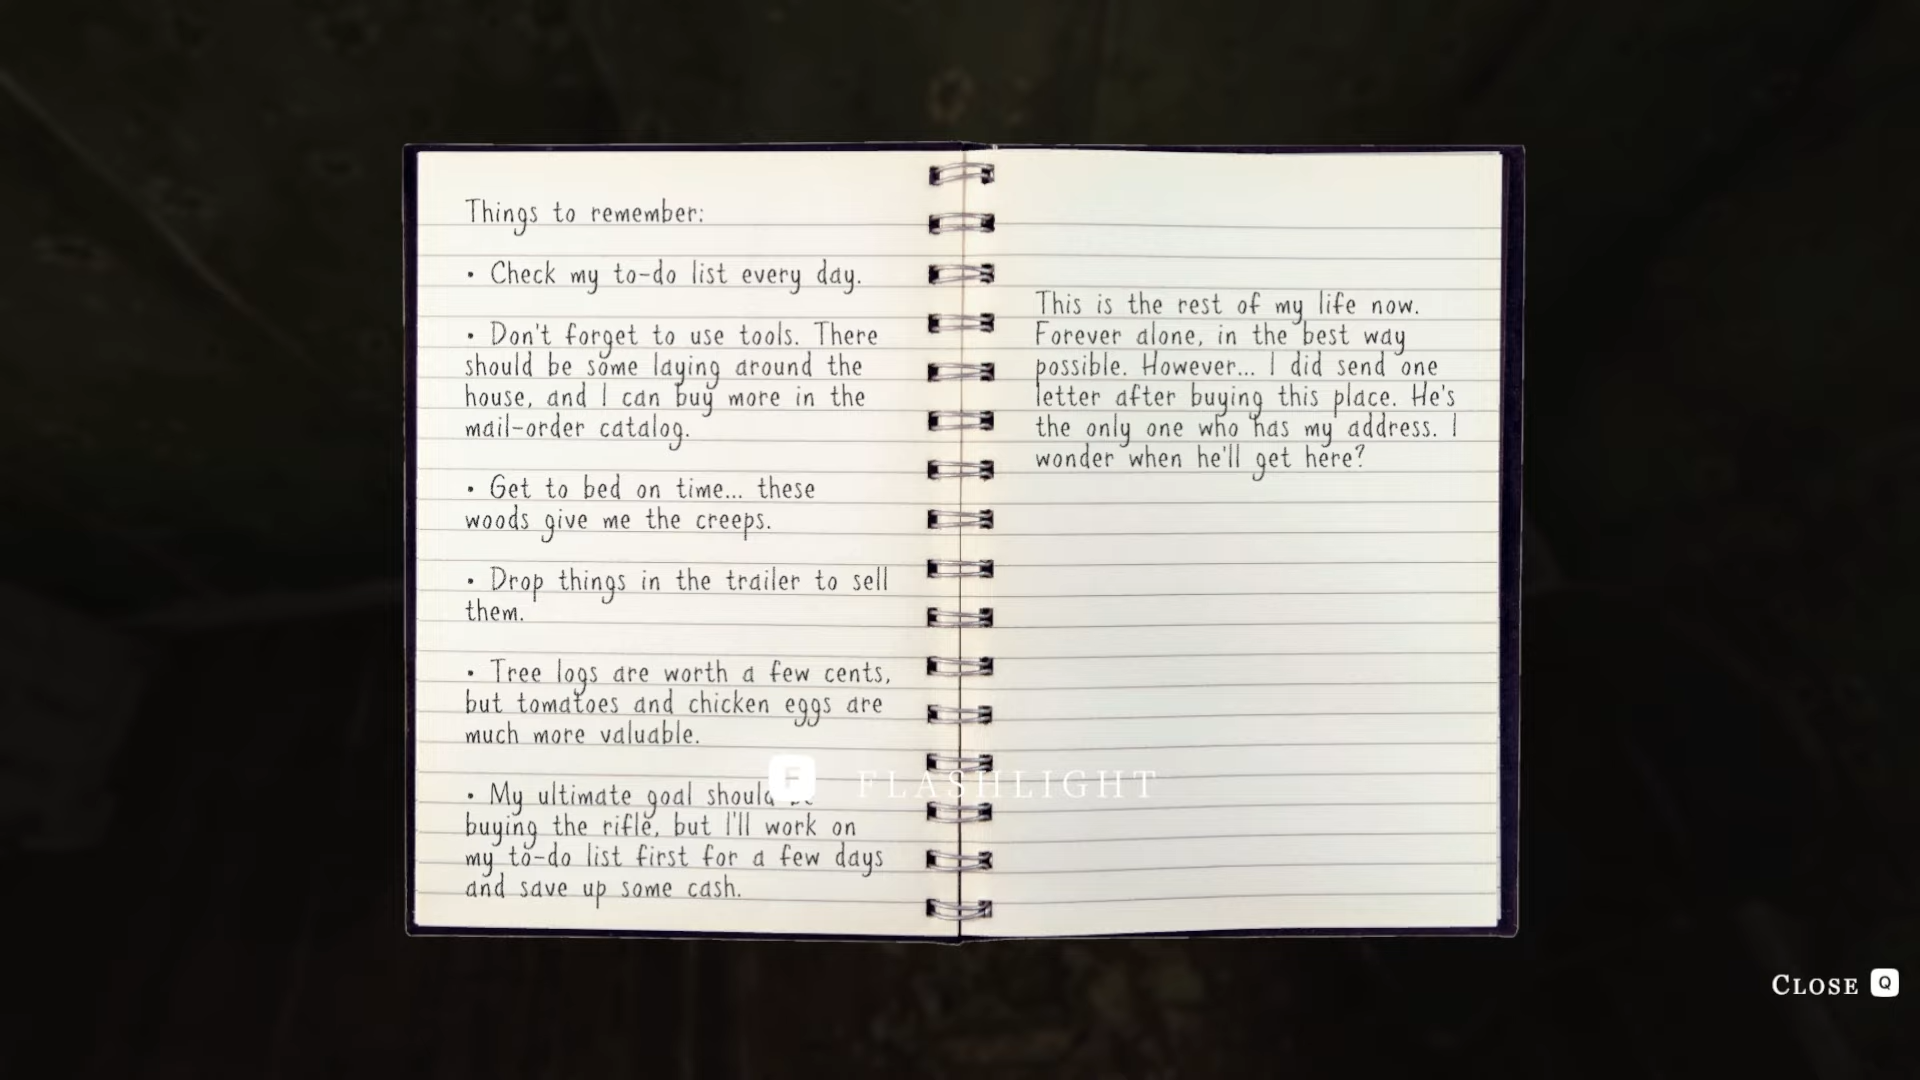 Things to remember:
• Check my to-do list every day.
• Don't forget to use tools. There
should be some laying around the
house, and I can buy more in the
mail-order catalog.
• Get to bed on time... these
woods give me the creeps.
• Drop things in the trailer to sell
them.
• Tree logs are worth a few cents,
but tomatoes and chicken eggs are
much more valuable.
• My ultimate goal should be
buying the rifle, but I'll work on
my to-do list first for a few days
and save up some cash.
This is the rest of my life now.
Forever alone, in the best way
possible. However... I did send one
letter after buying this place. He's
the only one who has my address. I
wonder when he'll get here?
F FLASHLIGHT
CLOSE Q